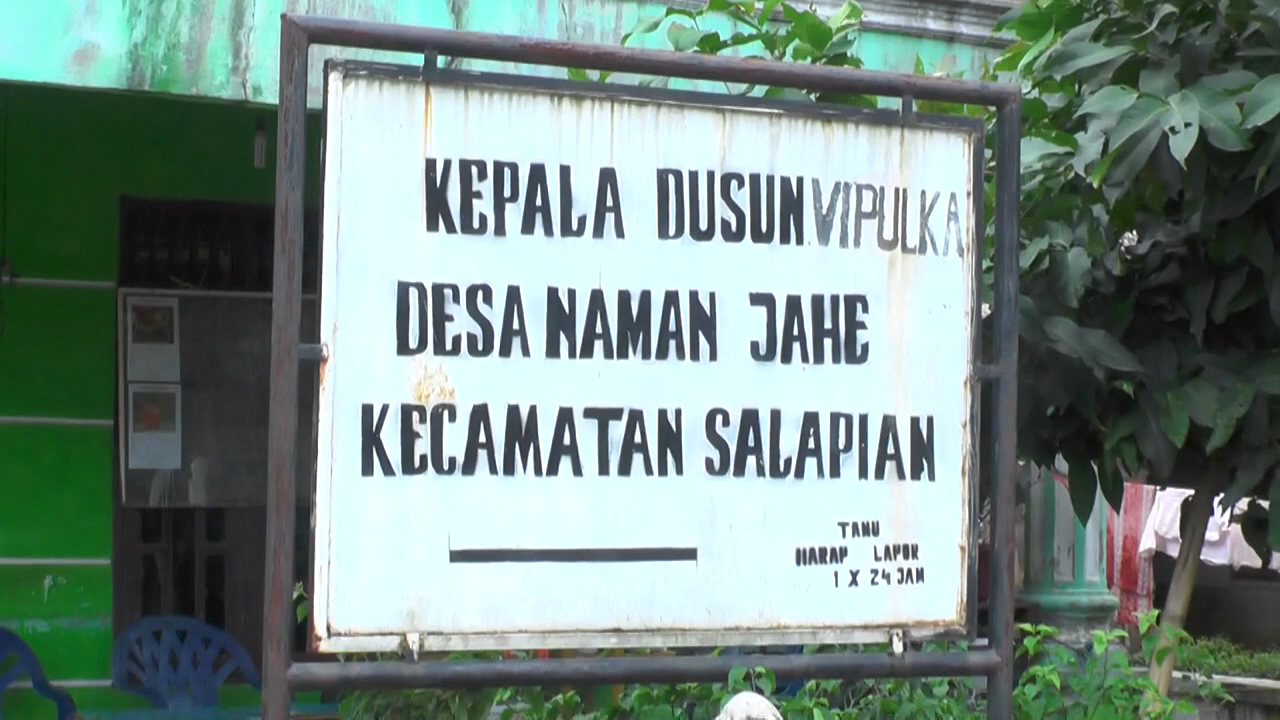 KEPALA DUSUN VIPULKA
DESA NAMAN JAHE
KECAMATAN SALAPIAN
TAMU
HARAP LAPOR
1 X 24 JAM